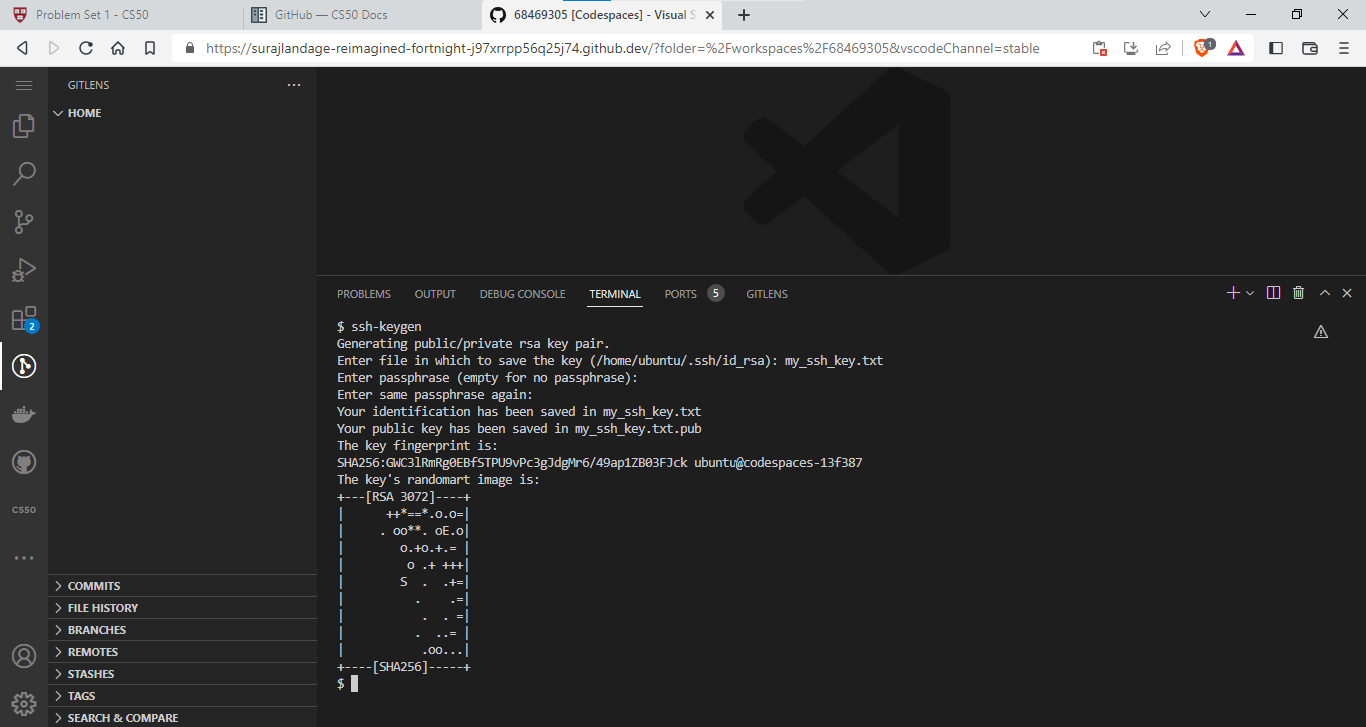 Problem Set 1 - CS50
GitHub — CS50 Docs
68469305 [Codespaces] - Visual S
https://surajlandage-reimagined-fortnight-j97xrrpp56q25j74.github.dev/?folder=%2Fworkspaces%2F68469305&vscodeChannel=stable
1
GITLENS
HOME
2
CS50
COMMITS
FILE HISTORY
BRANCHES
REMOTES
STASHES
TAGS
SEARCH & COMPARE
PROBLEMS OUTPUT DEBUG CONSOLE TERMINAL PORTS 5 GITLENS
$ ssh-keygen
Generating public/private rsa key pair.
Enter file in which to save the key (/home/ubuntu/.ssh/id_rsa): my_ssh_key.txt
Enter passphrase (empty for no passphrase):
Enter same passphrase again:
Your identification has been saved in my_ssh_key.txt
Your public key has been saved in my_ssh_key.txt.pub
The key fingerprint is:
SHA256:GWC3lRmRg0EBfSTPU9vPc3gJdgMr6/49ap1ZB03FJck ubuntu@codespaces-13f387
The key's randomart image is:
+---[RSA 3072]----+
|      ++*==*.o.o=|
|     . oo**. oE.o|
|        o.+o.+.= |
|         o .+ +++|
|        S  .  .+=|
|          .    .=|
|           .  . =|
|          .  ..= |
|           .oo...|
+----[SHA256]-----+
$